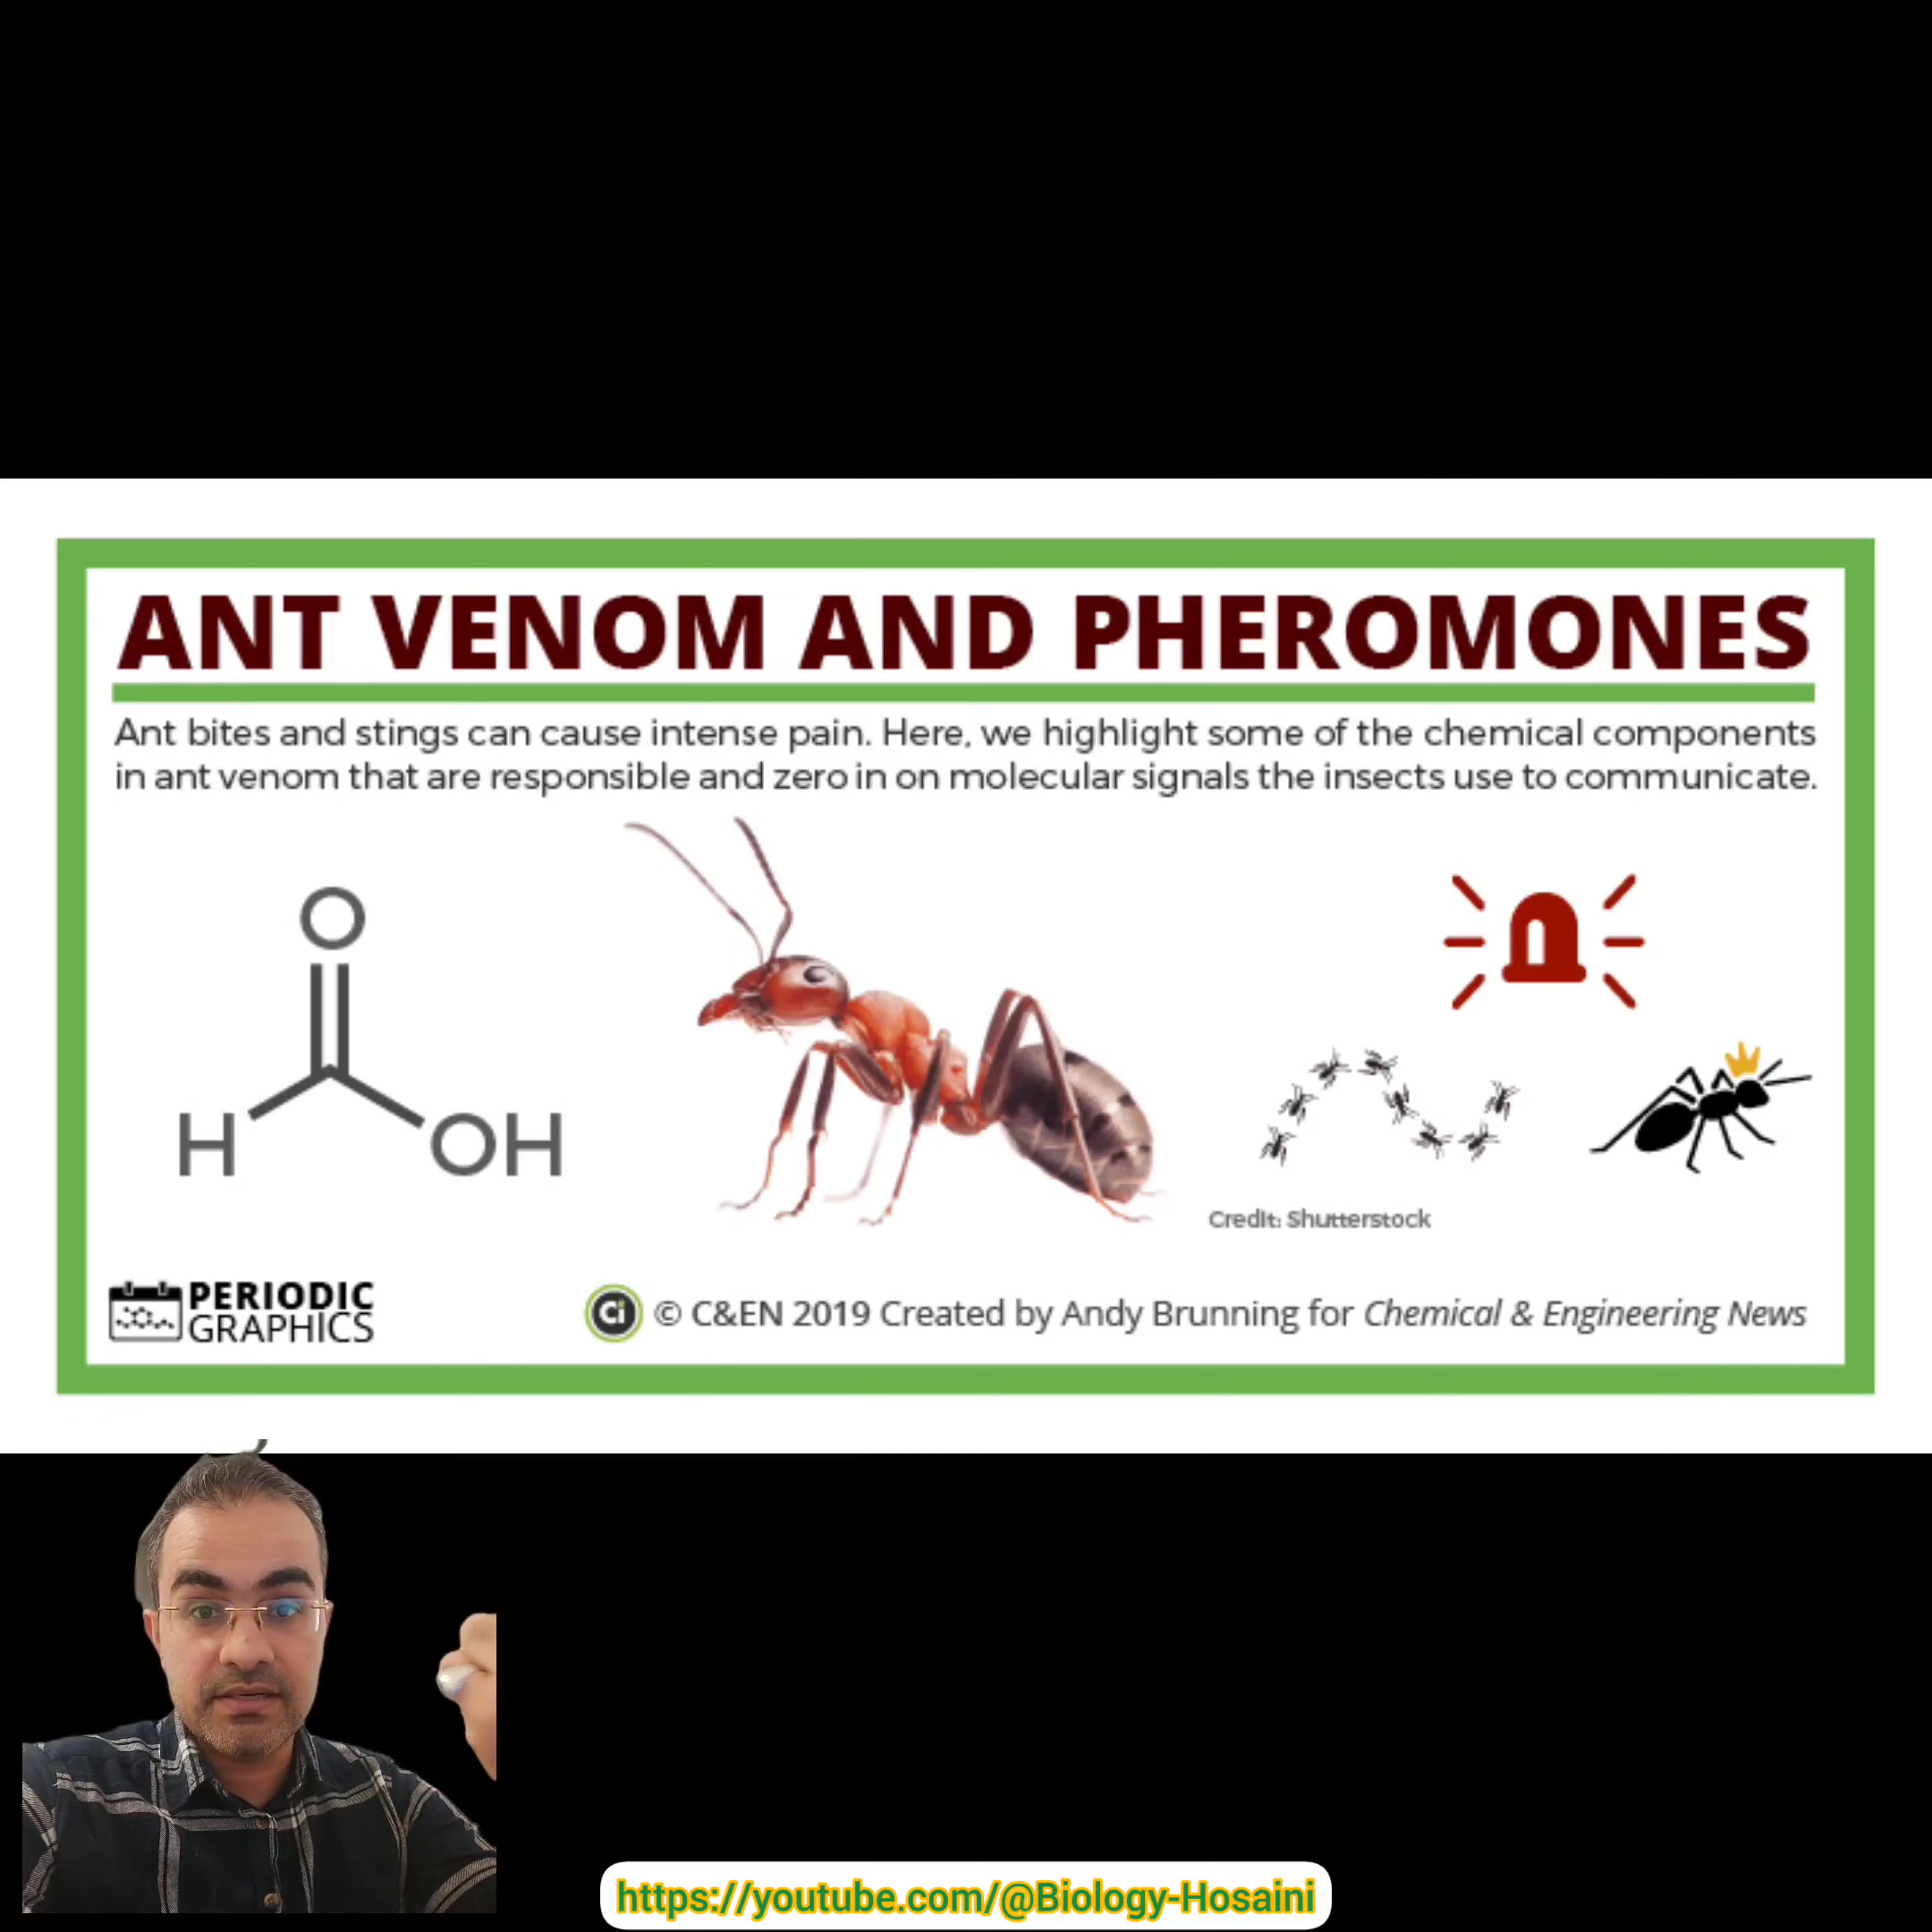 ANT VENOM AND PHEROMONES
Ant bites and stings can cause intense pain. Here, we highlight some of the chemical components
in ant venom that are responsible and zero in on molecular signals the insects use to communicate.
O
H
OH
Credit: Shutterstock
PERIODIC
GRAPHICS
Ci © C&EN 2019 Created by Andy Brunning for Chemical & Engineering News
https://youtube.com/@Biology-Hosaini